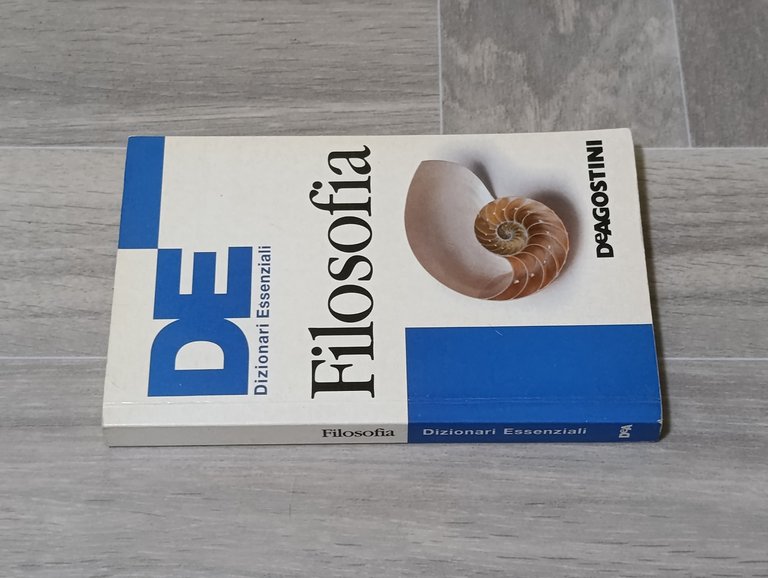 DE
Dizionari Essenziali
Filosofia
DeAGOSTINI
Filosofia
Dizionari Essenziali
DeA